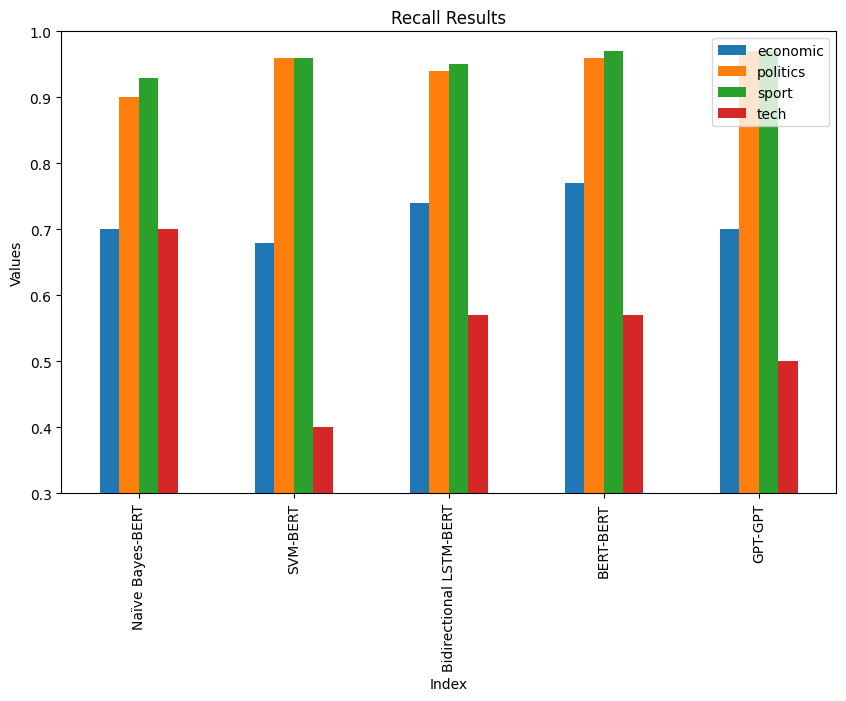 Recall Results
economic
politics
sport
tech
1.0
0.9
0.8
0.7
0.6
0.5
0.4
0.3
Values
Naïve Bayes-BERT
SVM-BERT
Bidirectional LSTM-BERT
BERT-BERT
GPT-GPT
Index